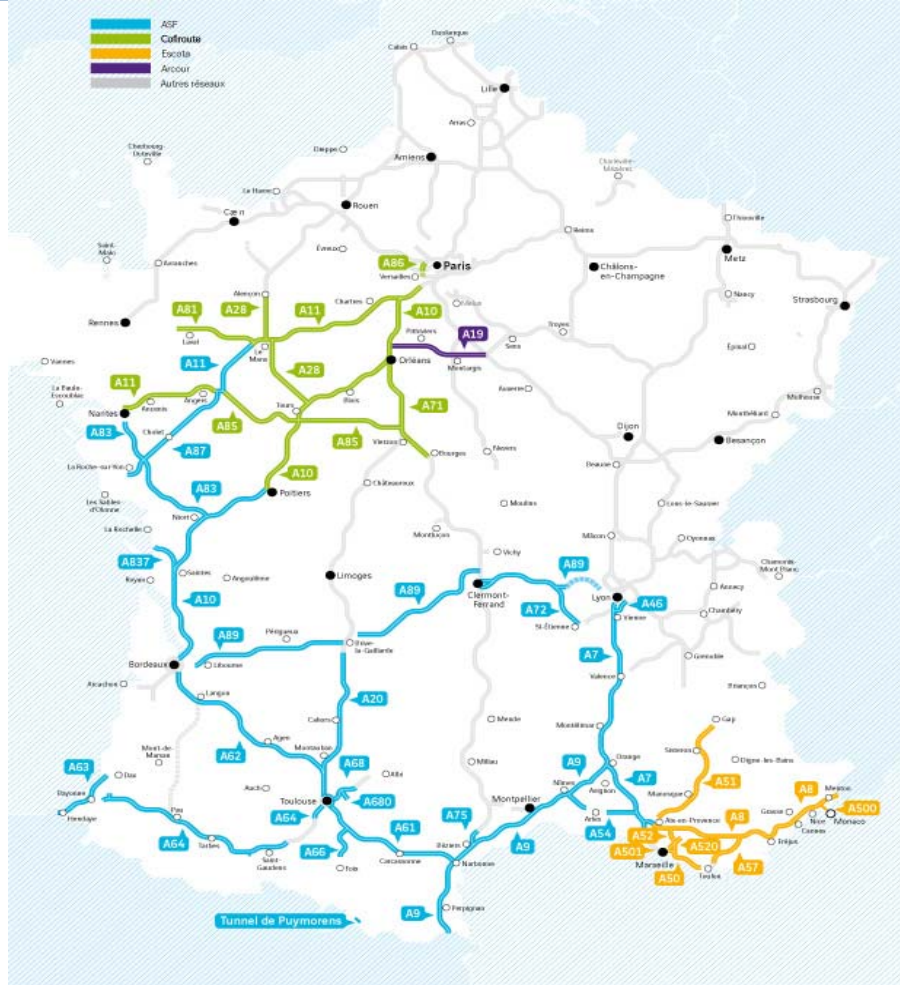 ASF
Cofiroute
Escota
Arcour
Autres réseaux
Dunkerque
Calais
Lille
Arras
Cherbourg-
Octeville
Dieppe
Amiens
Charleville-
Mézières
Le Havre
Rouen
Caen
Thionville
Reims
Saint-
Malo
Avranches
Évreux
A86
Paris
Versailles
Metz
Châlons-
en-Champagne
Alençon
Chartres
Melun
Nancy
Strasbourg
A81
A28
A11
A10
Rennes
Laval
Pithiviers
A19
Troyes
Sens
Le
Mans
Orléans
Montargis
Épinal
Vannes
A11
A28
La Baule-
Escoublac
A11
Angers
Ancenis
Tours
Blois
Auxerre
Mulhouse
Nantes
A71
Montbéliard
A83
Cholet
A85
A85
Vierzon
Dijon
Besançon
A87
Bourges
Nevers
La Roche-sur-Yon
A10
Beaune
A83
Poitiers
Châteauroux
Les Sables-
d'Olonne
Niort
Moulins
Lons-le-Saunier
La Rochelle
Montluçon
Mâcon
Oyonnax
A837
Vichy
A89
Chamonix-
Mont Blanc
Royan
Saintes
Angoulême
Limoges
A89
Clermont-
Ferrand
Annecy
A10
A72
Lyon
A46
Chambéry
Vienne
St-Étienne
A89
Périgueux
Brive-
la-Gaillarde
A7
Grenoble
Bordeaux
Libourne
Valence
Arcachon
Langon
A20
Briançon
Cahors
Mende
Montélimar
Gap
Agen
A62
Montauban
Mont-de-
Marsan
A68
Millau
A9
Orange
Sisteron
Digne-les-Bains
A63
Dax
Albi
Nîmes
A7
A51
Bayonne
Auch
Avignon
Manosque
A8
Toulouse
A680
Montpellier
Menton
A500
Hendaye
Pau
A64
A75
Arles
Aix-en-Provence
Grasse
Nice
Monaco
A64
A61
A54
A52
A8
Cannes
Tarbes
A66
Béziers
A9
A501
A520
Fréjus
Saint-
Gaudens
Foix
Carcassonne
Narbonne
Marseille
A57
A50
Toulon
A9
Perpignan
Tunnel de Puymorens